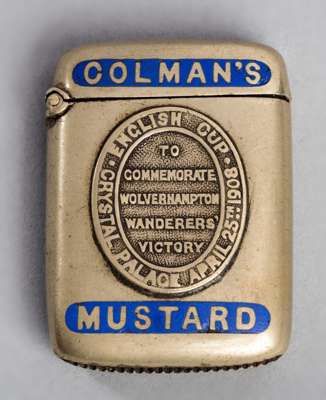 COLMAN'S
ENGLISH CUP.
CRYSTAL PALACE APRIL 25TH 1908
TO
COMMEMORATE
WOLVERHAMPTON
WANDERERS
VICTORY
MUSTARD